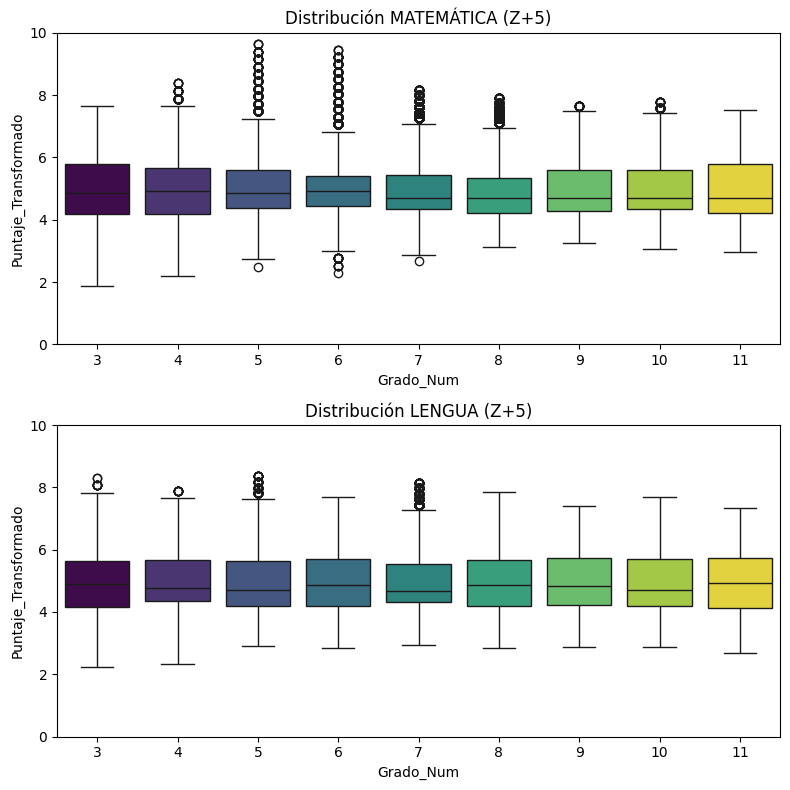 Distribución MATEMÁTICA (Z+5)
Puntaje_Transformado
10
8
6
4
2
0
3 4 5 6 7 8 9 10 11
Grado_Num
Distribución LENGUA (Z+5)
Puntaje_Transformado
10
8
6
4
2
0
3 4 5 6 7 8 9 10 11
Grado_Num